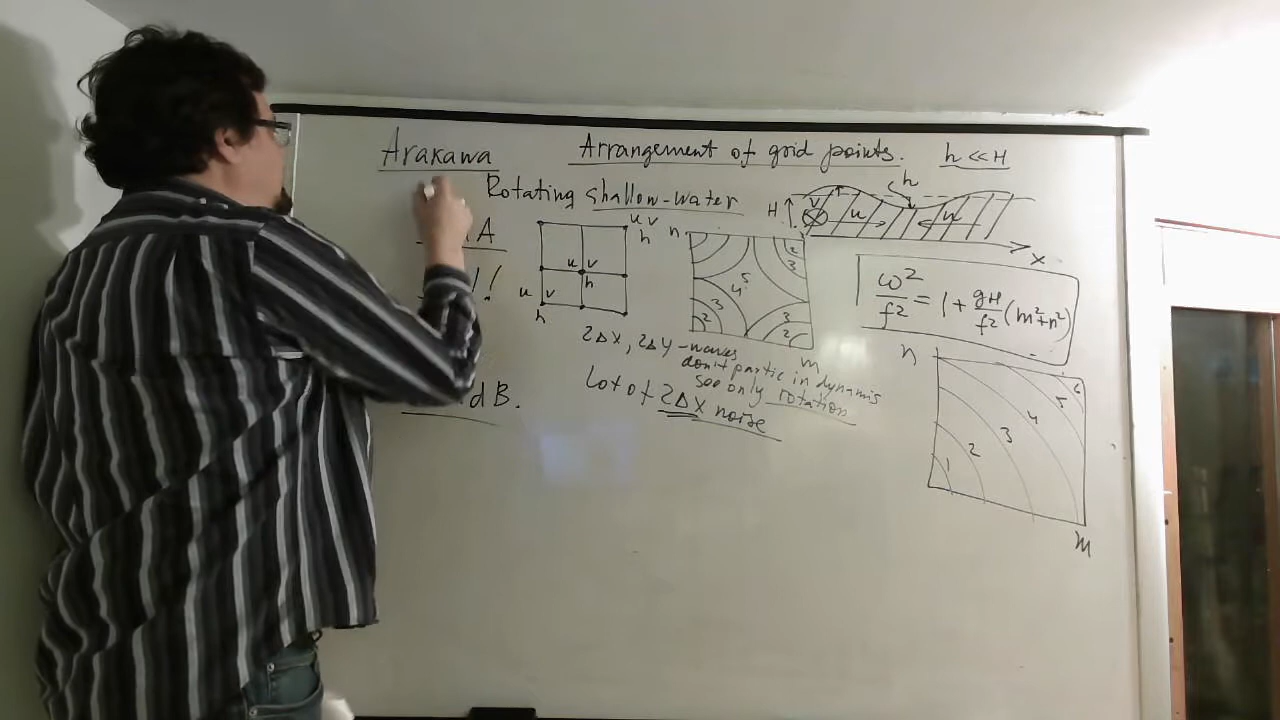 Arakawa
Arrangement of grid points.
h << H
Rotating shallow-water
A
!
d B.
u v
h
u v
h
u v
h
n
2
3
5
4
3
2
3
2
m
H
v
u
h
u
x
ω²/f² = 1 + gH/f² (m²+n²)
2Δx, 2Δy-waves
don't partic in dynamis
see only rotation
Lot of 2Δx noise
n
1
2
3
4
5
6
m